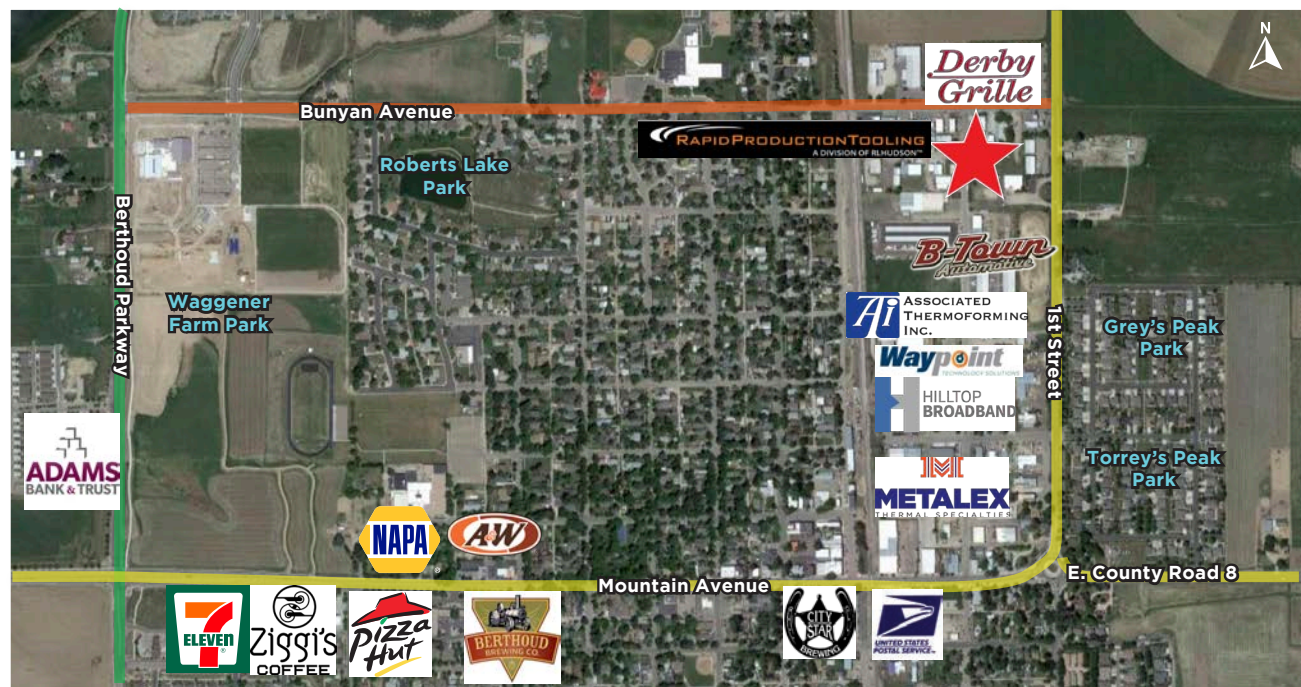 N
Derby
Grille
Bunyan Avenue
RAPIDPRODUCTIONTOOLING
A DIVISION OF RLHUDSON™
Roberts Lake
Park
Berthoud Parkway
B-Town
Automotive
Waggener
Farm Park
Ai
ASSOCIATED
THERMOFORMING
INC.
1st Street
Grey's Peak
Park
Waypoint
TECHNOLOGY SOLUTIONS
HILLTOP
BROADBAND
ADAMS
BANK & TRUST
Torrey's Peak
Park
M
METALEX
THERMAL SPECIALTIES
NAPA
®
A&W
Mountain Avenue
E. County Road 8
7
ELEVEN
Ziggi's
COFFEE
Pizza
Hut
BERTHOUD
BREWING CO.
CITY
STAR
BREWING
UNITED STATES
POSTAL SERVICE™